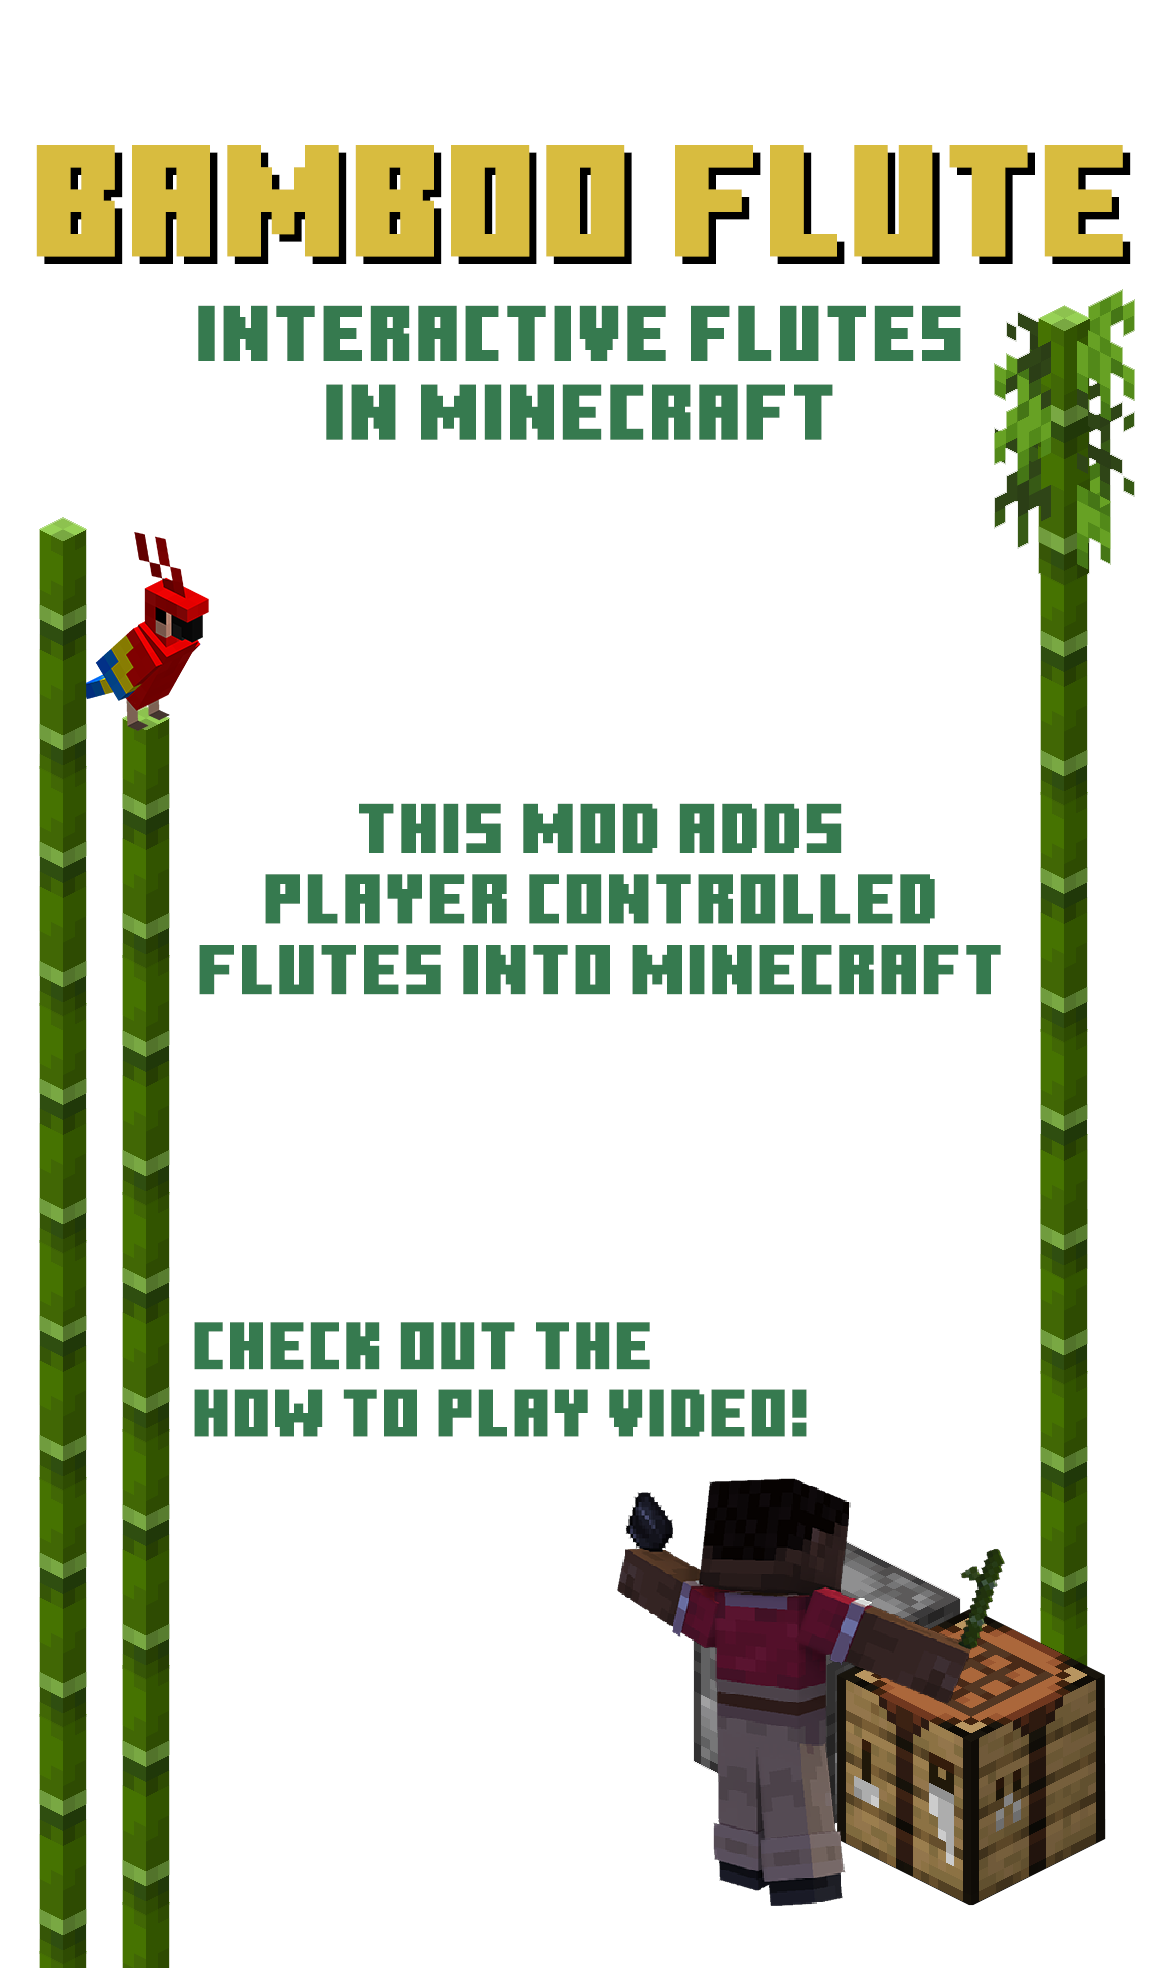 BAMBOO FLUTE
INTERACTIVE FLUTES
IN MINECRAFT
THIS MOD ADDS
PLAYER CONTROLLED
FLUTES INTO MINECRAFT
CHECK OUT THE
HOW TO PLAY VIDEO!